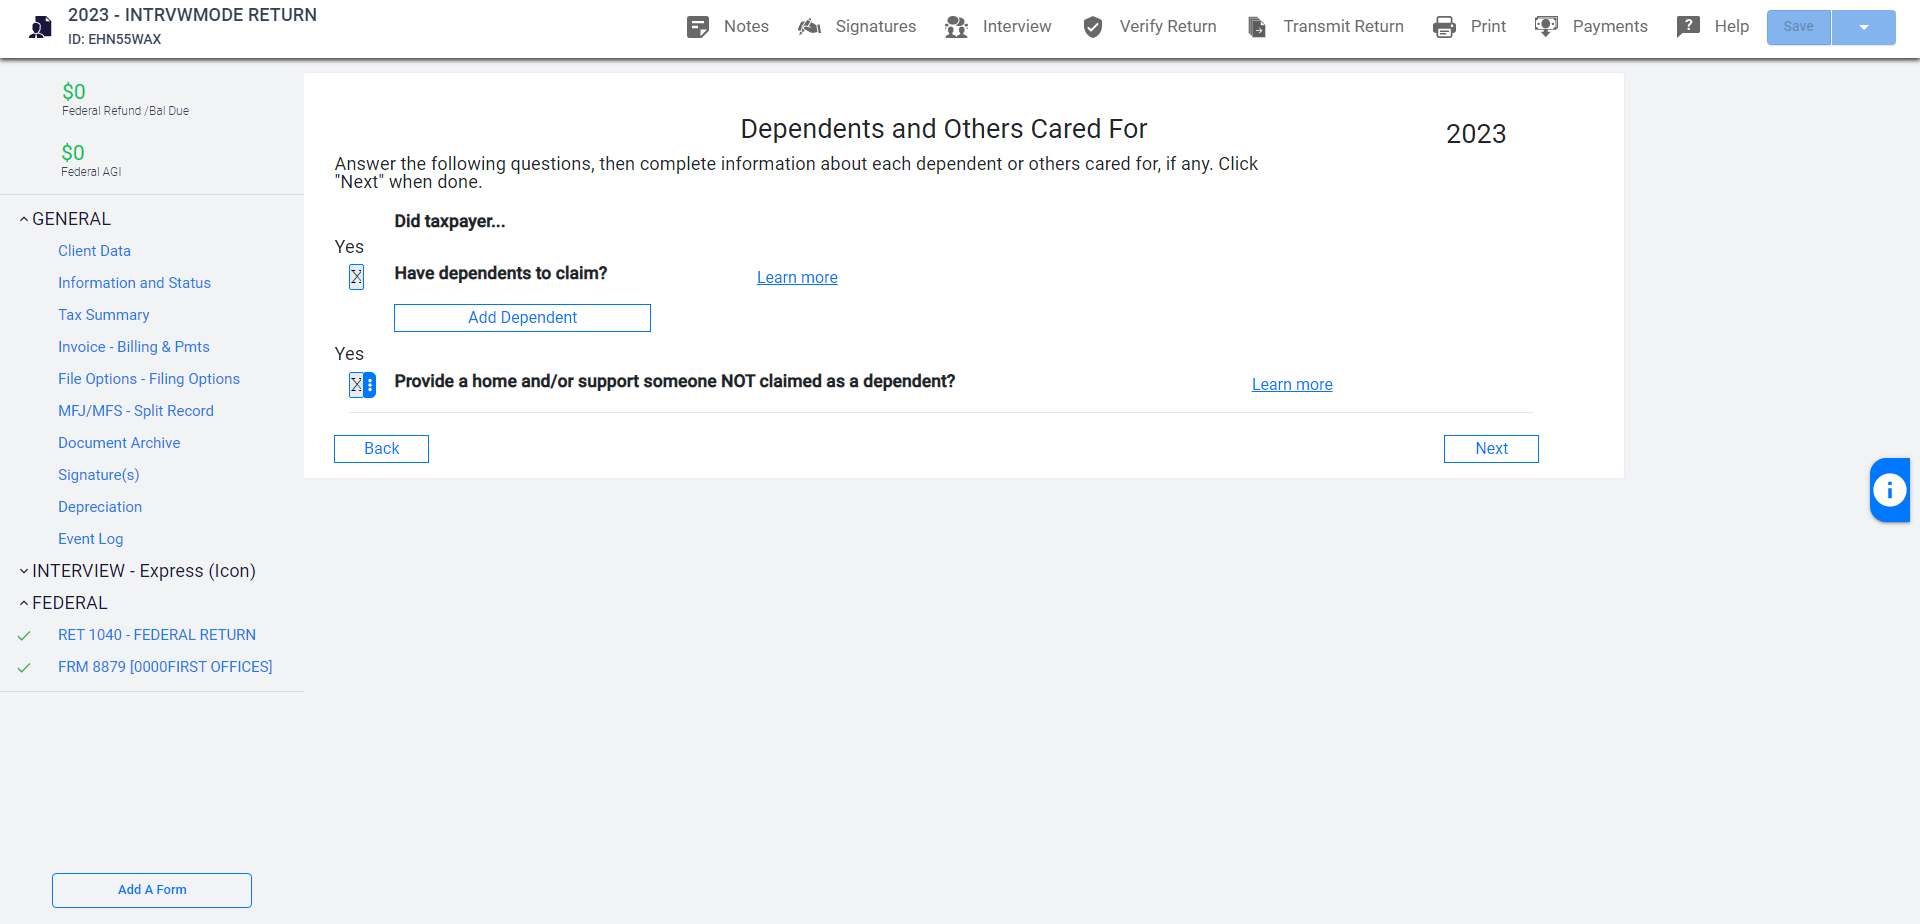 2023 - INTRVWMODE RETURN
ID: EHN55WAX
Notes
Signatures
Interview
Verify Return
Transmit Return
Print
Payments
Help
Save
$0
Federal Refund /Bal Due
$0
Federal AGI
GENERAL
Client Data
Information and Status
Tax Summary
Invoice - Billing & Pmts
File Options - Filing Options
MFJ/MFS - Split Record
Document Archive
Signature(s)
Depreciation
Event Log
INTERVIEW - Express (Icon)
FEDERAL
RET 1040 - FEDERAL RETURN
FRM 8879 [0000FIRST OFFICES]
Add A Form
Dependents and Others Cared For
2023
Answer the following questions, then complete information about each dependent or others cared for, if any. Click
"Next" when done.
Did taxpayer...
Yes
X Have dependents to claim? Learn more
Add Dependent
Yes
X Provide a home and/or support someone NOT claimed as a dependent? Learn more
Back
Next